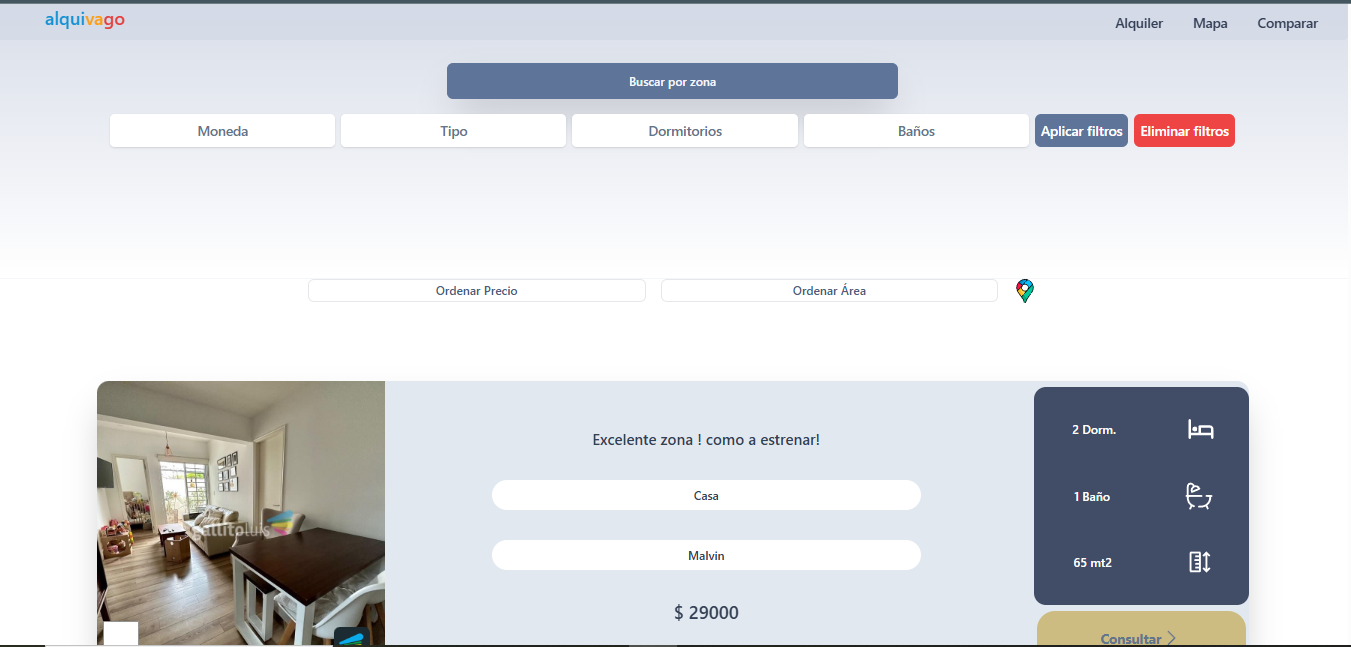 alquivago
Alquiler
Mapa
Comparar
Buscar por zona
Moneda
Tipo
Dormitorios
Baños
Aplicar filtros
Eliminar filtros
Ordenar Precio
Ordenar Área
gallitoluis
Excelente zona ! como a estrenar!
Casa
Malvin
$ 29000
2 Dorm.
1 Baño
65 mt2
Consultar